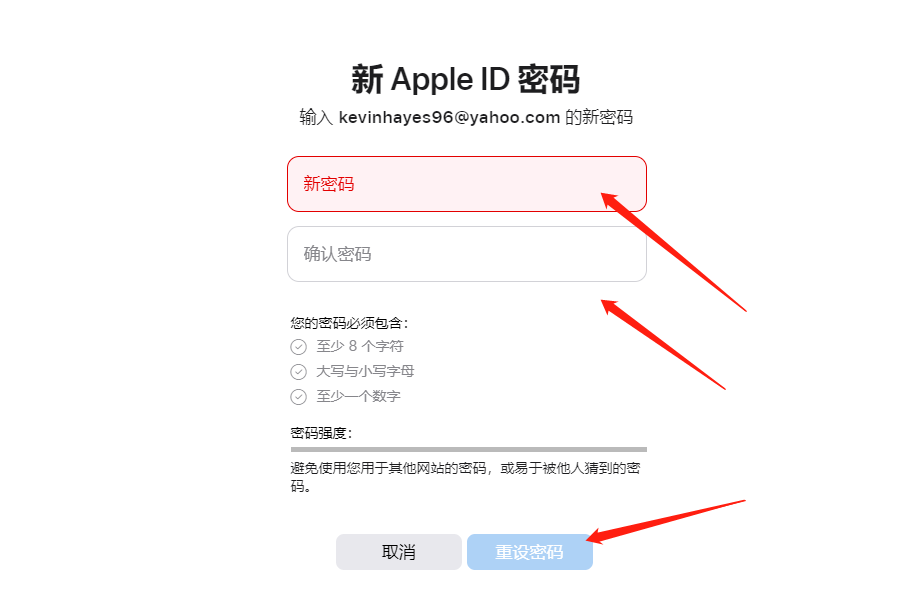 新 Apple ID 密码
输入 kevinhayes96@yahoo.com 的新密码
新密码
确认密码
您的密码必须包含：
至少 8 个字符
大写与小写字母
至少一个数字
密码强度：
避免使用您用于其他网站的密码，或易于被他人猜到的密
码。
取消 重设密码